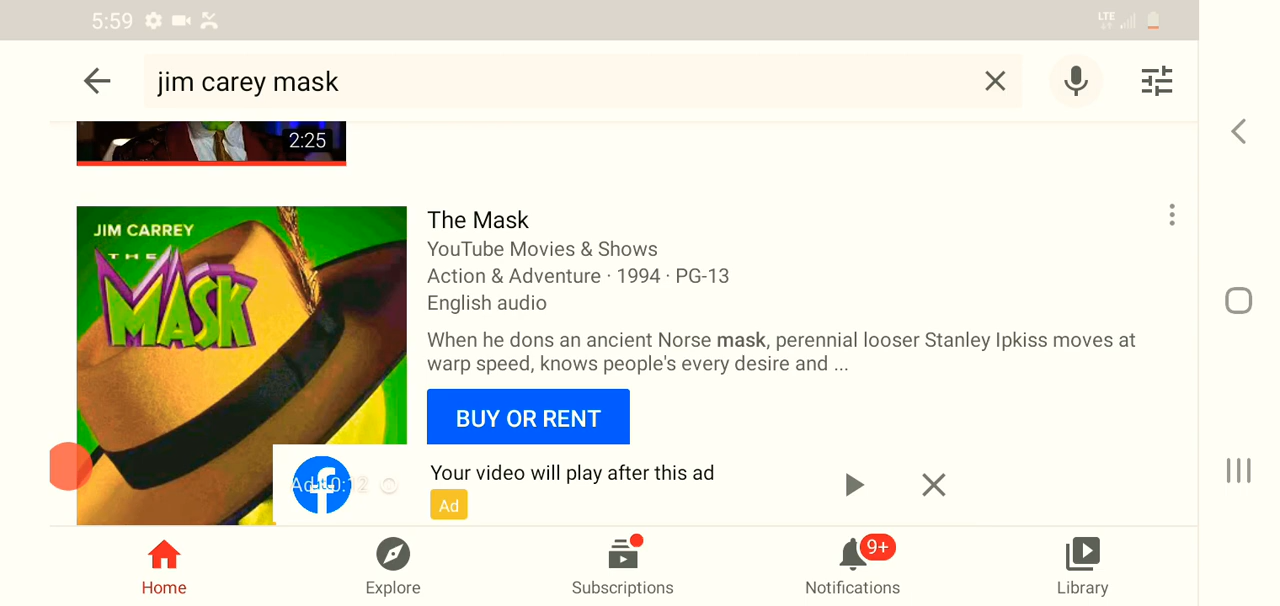 5:59
LTE
jim carey mask
2:25
JIM CARREY
THE
MASK
The Mask
YouTube Movies & Shows
Action & Adventure · 1994 · PG-13
English audio
When he dons an ancient Norse mask, perennial looser Stanley Ipkiss moves at
warp speed, knows people's every desire and ...
BUY OR RENT
Your video will play after this ad
Ad
Home
Explore
Subscriptions
9+
Notifications
Library